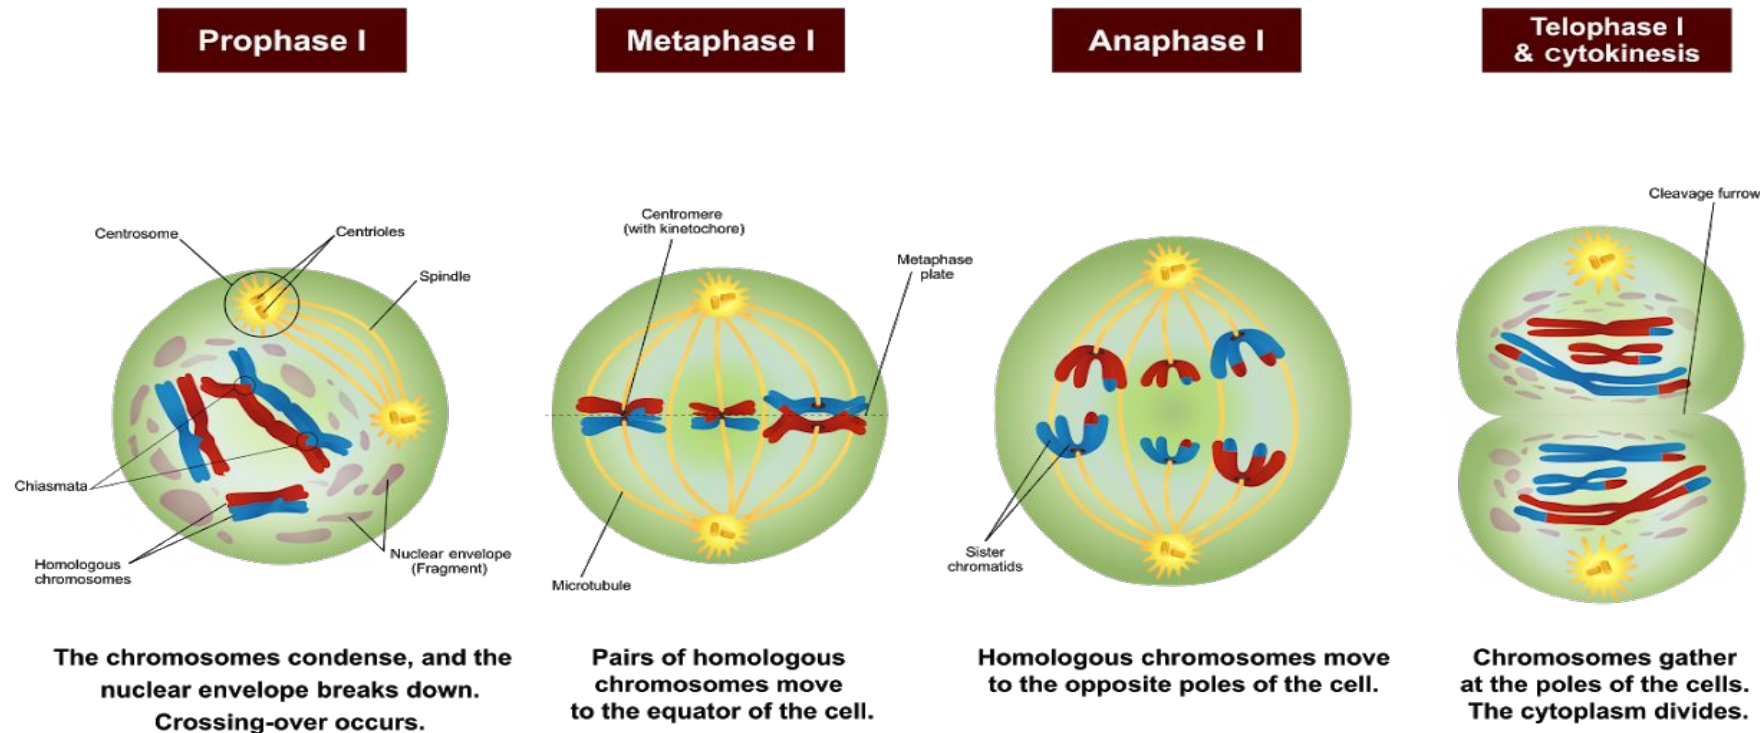 Prophase I
Metaphase I
Anaphase I
Telophase I
& cytokinesis
Centrosome
Centrioles
Spindle
Chiasmata
Homologous
chromosomes
Nuclear envelope
(Fragment)
Centromere
(with kinetochore)
Metaphase
plate
Microtubule
Sister
chromatids
Cleavage furrow
The chromosomes condense, and the
nuclear envelope breaks down.
Crossing-over occurs.
Pairs of homologous
chromosomes move
to the equator of the cell.
Homologous chromosomes move
to the opposite poles of the cell.
Chromosomes gather
at the poles of the cells.
The cytoplasm divides.